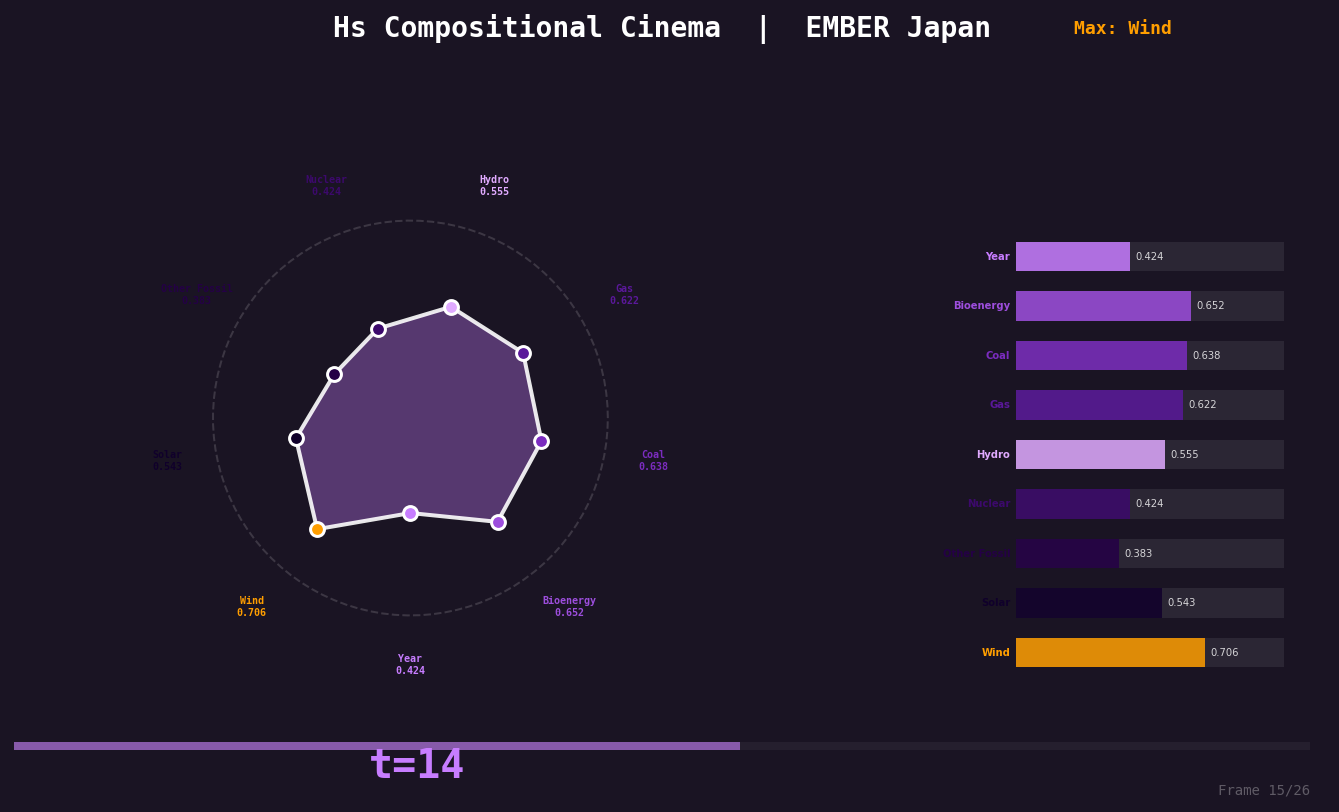 Hs Compositional Cinema | EMBER Japan
Max: Wind
Nuclear
0.424
Hydro
0.555
Other Fossil
0.383
Gas
0.622
Solar
0.543
Coal
0.638
Wind
0.706
Bioenergy
0.652
Year
0.424
Year 0.424
Bioenergy 0.652
Coal 0.638
Gas 0.622
Hydro 0.555
Nuclear 0.424
Other Fossil 0.383
Solar 0.543
Wind 0.706
t=14
Frame 15/26